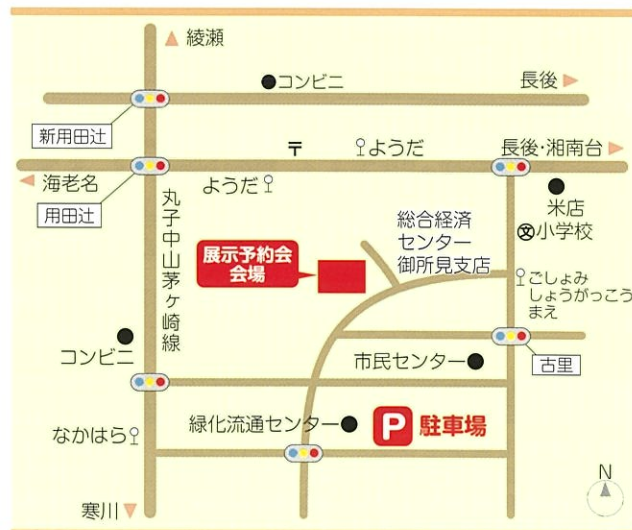 ▲綾瀬
●コンビニ
長後▶
新用田辻
〒
ようだ
長後・湘南台▶
◀海老名
ようだ
用田辻
米店
丸子中山茅ヶ崎線
総合経済
センター
御所見支店
文小学校
展示予約会
会場
ごしょみ
しょうがっこう
まえ
コンビニ
市民センター●
古里
緑化流通センター●
P 駐車場
なかはら
寒川▼
N